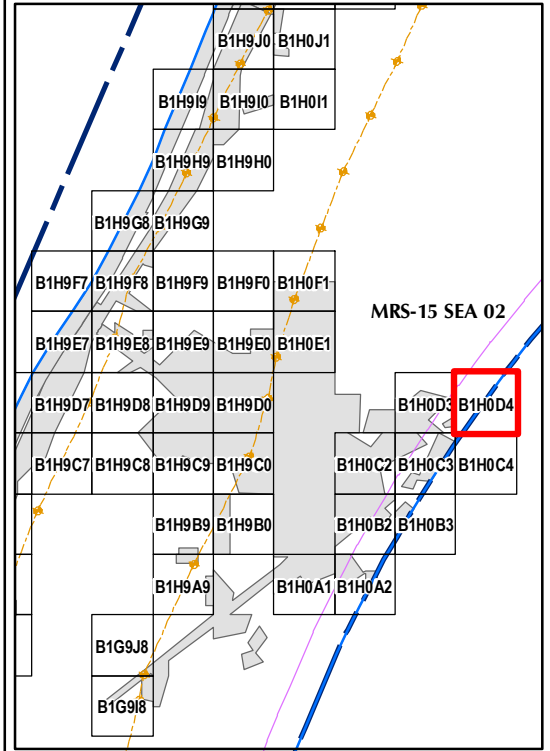 B1H9J0 B1H0J1
B1H9I9 B1H9I0 B1H0I1
B1H9H9 B1H9H0
B1H9G8 B1H9G9
B1H9F7 B1H9F8 B1H9F9 B1H9F0 B1H0F1
MRS-15 SEA 02
B1H9E7 B1H9E8 B1H9E9 B1H9E0 B1H0E1
B1H9D7 B1H9D8 B1H9D9 B1H9D0 B1H0D3 B1H0D4
B1H9C7 B1H9C8 B1H9C9 B1H9C0 B1H0C2 B1H0C3 B1H0C4
B1H9B9 B1H9B0 B1H0B2 B1H0B3
B1H9A9 B1H0A1 B1H0A2
B1G9J8
B1G9I8